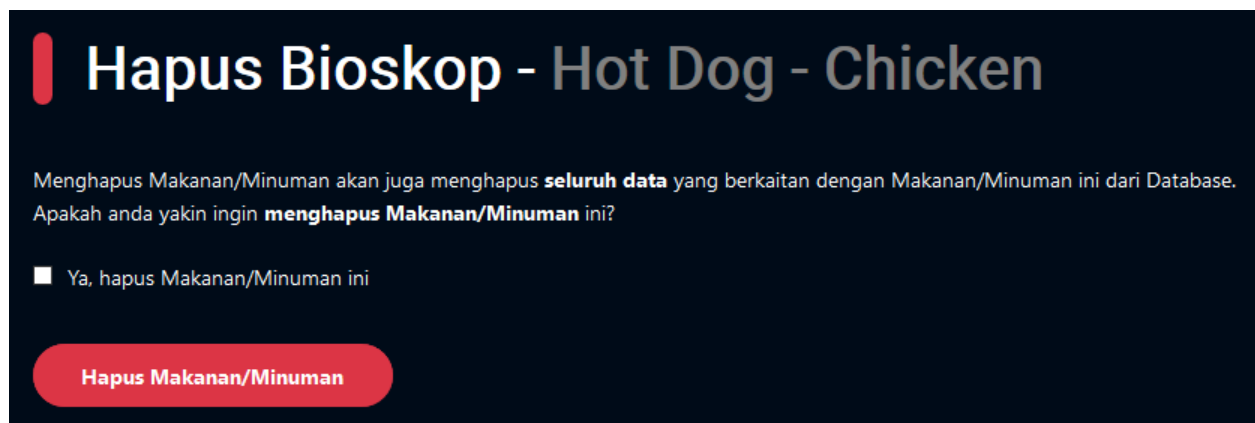 Hapus Bioskop - Hot Dog - Chicken
Menghapus Makanan/Minuman akan juga menghapus seluruh data yang berkaitan dengan Makanan/Minuman ini dari Database.
Apakah anda yakin ingin menghapus Makanan/Minuman ini?
Ya, hapus Makanan/Minuman ini
Hapus Makanan/Minuman